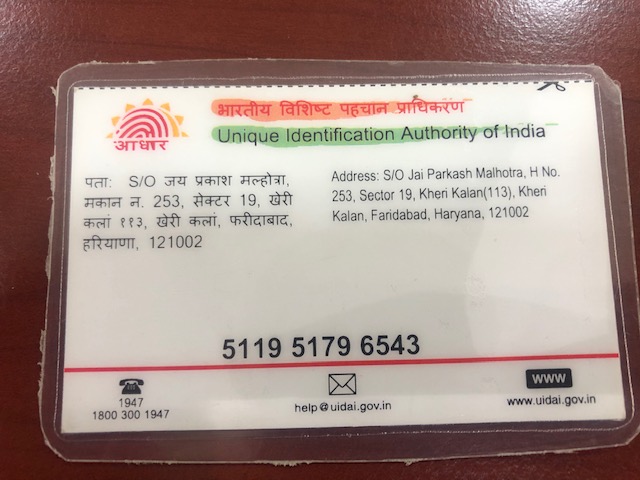 भारतीय विशिष्ट पहचान प्राधिकरण
Unique Identification Authority of India
आधार
पता: S/O जय प्रकाश मल्होत्रा,
मकान न. 253, सेक्टर 19, खेरी
कलां ११३, खेरी कलां, फरीदाबाद,
हरियाणा, 121002
Address: S/O Jai Parkash Malhotra, H No.
253, Sector 19, Kheri Kalan(113), Kheri
Kalan, Faridabad, Haryana, 121002
5119 5179 6543
1947
1800 300 1947
help@uidai.gov.in
WWW
www.uidai.gov.in